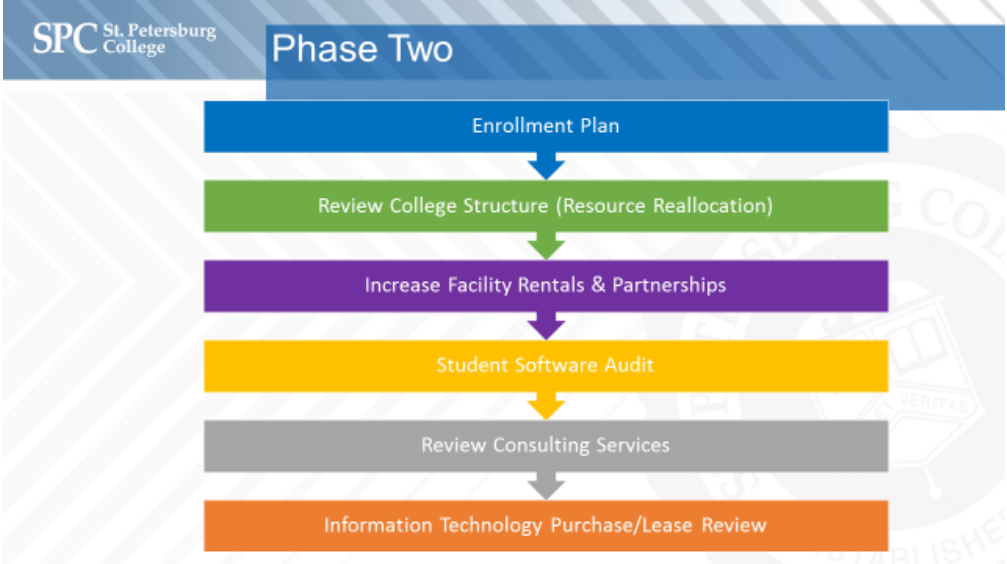 SPC St. Petersburg
College
Phase Two
Enrollment Plan
Review College Structure (Resource Reallocation)
Increase Facility Rentals & Partnerships
Student Software Audit
VERITAS
Review Consulting Services
Information Technology Purchase/Lease Review